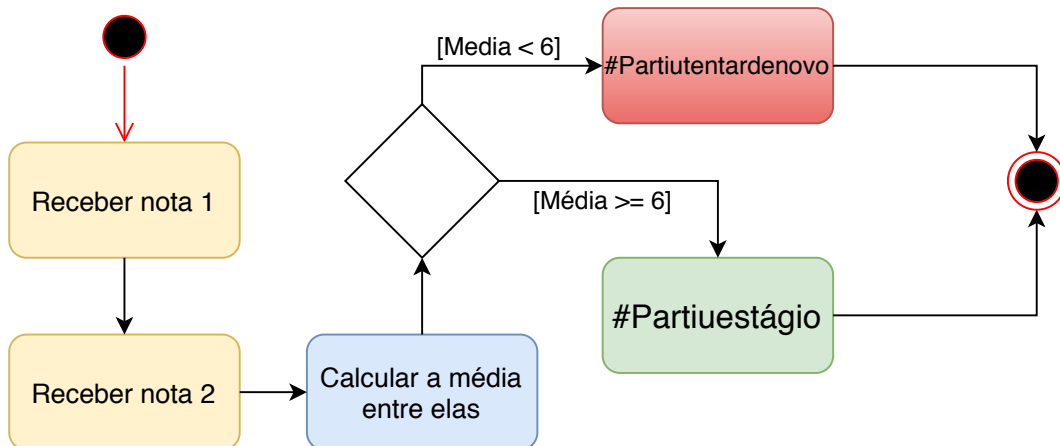 [Media < 6]
#Partiutentardenovo
Receber nota 1
[Média >= 6]
#Partiuestágio
Receber nota 2
Calcular a média
entre elas